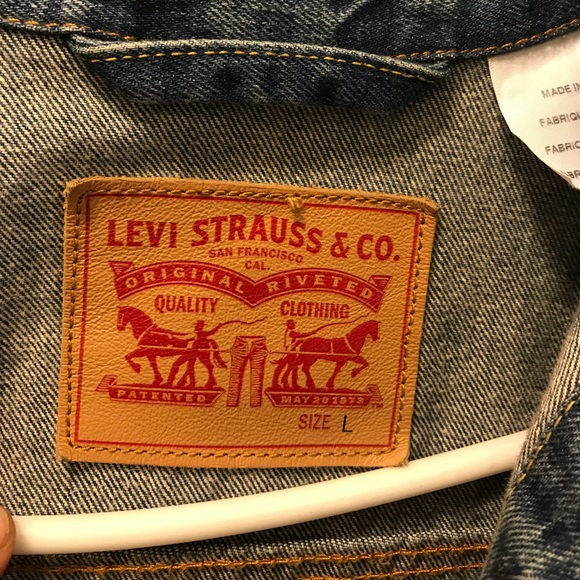 LEVI STRAUSS & CO.
SAN FRANCISCO
CAL.
ORIGINAL RIVETED
QUALITY CLOTHING
PATENTED MAY 20 1873 ™
SIZE L
MADE IN
FABRIQU
FABRIC